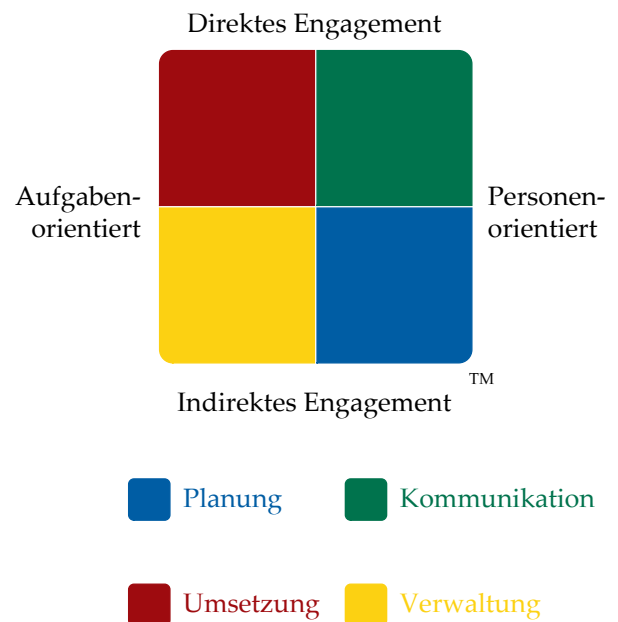 Direktes Engagement
Aufgaben-
orientiert
Personen-
orientiert
TM
Indirektes Engagement
Planung
Kommunikation
Umsetzung
Verwaltung